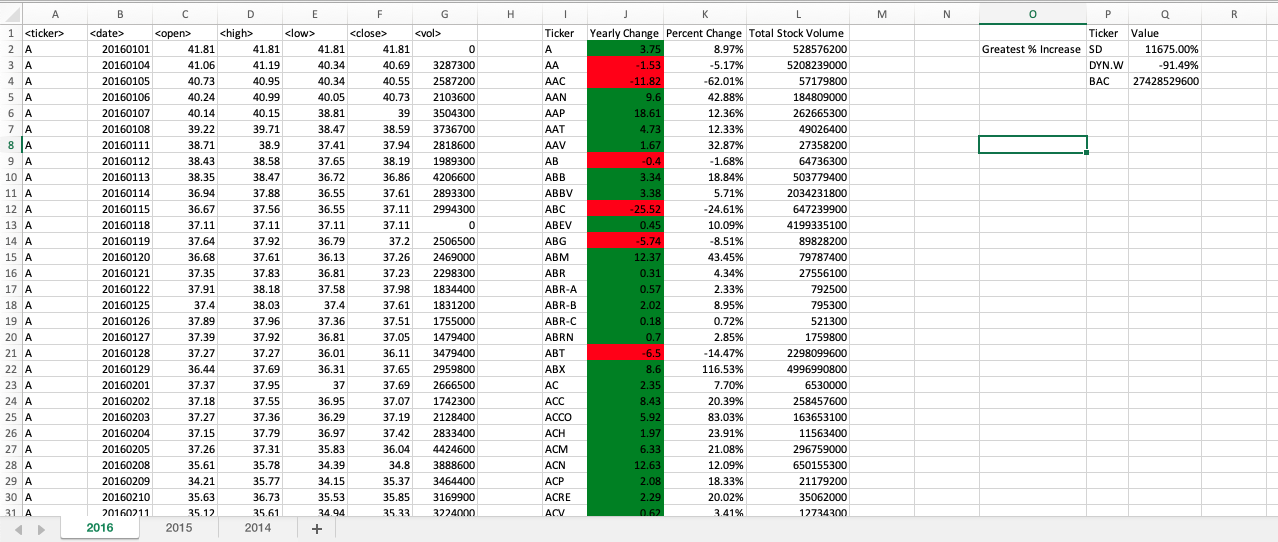 A B C D E F G H I J K L M N O P Q R
1 <ticker> <date> <open> <high> <low> <close> <vol> Ticker Yearly Change Percent Change Total Stock Volume Ticker Value
2 A 20160101 41.81 41.81 41.81 41.81 0 A 3.75 8.97% 528576200 Greatest % Increase SD 11675.00%
3 A 20160104 41.06 41.19 40.34 40.69 3287300 AA -1.53 -5.17% 5208239000 DYN.W -91.49%
4 A 20160105 40.73 40.95 40.34 40.55 2587200 AAC -11.82 -62.01% 57179800 BAC 27428529600
5 A 20160106 40.24 40.99 40.05 40.73 2103600 AAN 9.6 42.88% 184809000
6 A 20160107 40.14 40.15 38.81 39 3504300 AAP 18.61 12.36% 262665300
7 A 20160108 39.22 39.71 38.47 38.59 3736700 AAT 4.73 12.33% 49026400
8 A 20160111 38.71 38.9 37.41 37.94 2818600 AAV 1.67 32.87% 27358200
9 A 20160112 38.43 38.58 37.65 38.19 1989300 AB -0.4 -1.68% 64736300
10 A 20160113 38.35 38.47 36.72 36.86 4206600 ABB 3.34 18.84% 503779400
11 A 20160114 36.94 37.88 36.55 37.61 2893300 ABBV 3.38 5.71% 2034231800
12 A 20160115 36.67 37.56 36.55 37.11 2994300 ABC -25.52 -24.61% 647239900
13 A 20160118 37.11 37.11 37.11 37.11 0 ABEV 0.45 10.09% 4199335100
14 A 20160119 37.64 37.92 36.79 37.2 2506500 ABG -5.74 -8.51% 89828200
15 A 20160120 36.68 37.61 36.13 37.26 2469000 ABM 12.37 43.45% 79787400
16 A 20160121 37.35 37.83 36.81 37.23 2298300 ABR 0.31 4.34% 27556100
17 A 20160122 37.91 38.18 37.58 37.98 1834400 ABR-A 0.57 2.33% 792500
18 A 20160125 37.4 38.03 37.4 37.61 1831200 ABR-B 2.02 8.95% 795300
19 A 20160126 37.89 37.96 37.36 37.51 1755000 ABR-C 0.18 0.72% 521300
20 A 20160127 37.39 37.92 36.81 37.05 1479400 ABRN 0.7 2.85% 1759800
21 A 20160128 37.27 37.27 36.01 36.11 3479400 ABT -6.5 -14.47% 2298099600
22 A 20160129 36.44 37.69 36.31 37.65 2959800 ABX 8.6 116.53% 4996990800
23 A 20160201 37.37 37.95 37 37.69 2666500 AC 2.35 7.70% 6530000
24 A 20160202 37.18 37.55 36.95 37.07 1742300 ACC 8.43 20.39% 258457600
25 A 20160203 37.27 37.36 36.29 37.19 2128400 ACCO 5.92 83.03% 163653100
26 A 20160204 37.15 37.79 36.97 37.42 2833400 ACH 1.97 23.91% 11563400
27 A 20160205 37.26 37.31 35.83 36.04 4424600 ACM 6.33 21.08% 296759000
28 A 20160208 35.61 35.78 34.39 34.8 3888600 ACN 12.63 12.09% 650155300
29 A 20160209 34.21 35.77 34.15 35.37 3464400 ACP 2.08 18.33% 21179200
30 A 20160210 35.63 36.73 35.53 35.85 3169900 ACRE 2.29 20.02% 35062000
31 A 20160211 35.12 35.61 34.94 35.33 3224000 ACV 0.62 3.41% 12734300
2016 2015 2014 +